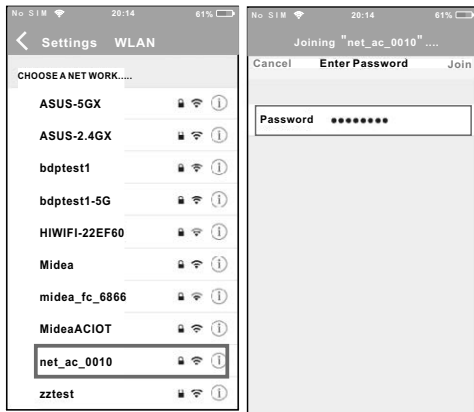 No SIM 20:14 61%
Settings WLAN
CHOOSE A NET WORK.....
ASUS-5GX
ASUS-2.4GX
bdptest1
bdptest1-5G
HIWIFI-22EF60
Midea
midea_fc_6866
MideaACIOT
net_ac_0010
zztest
No SIM 20:14 61%
Joining "net_ac_0010"....
Cancel Enter Password Join
Password ●●●●●●●●